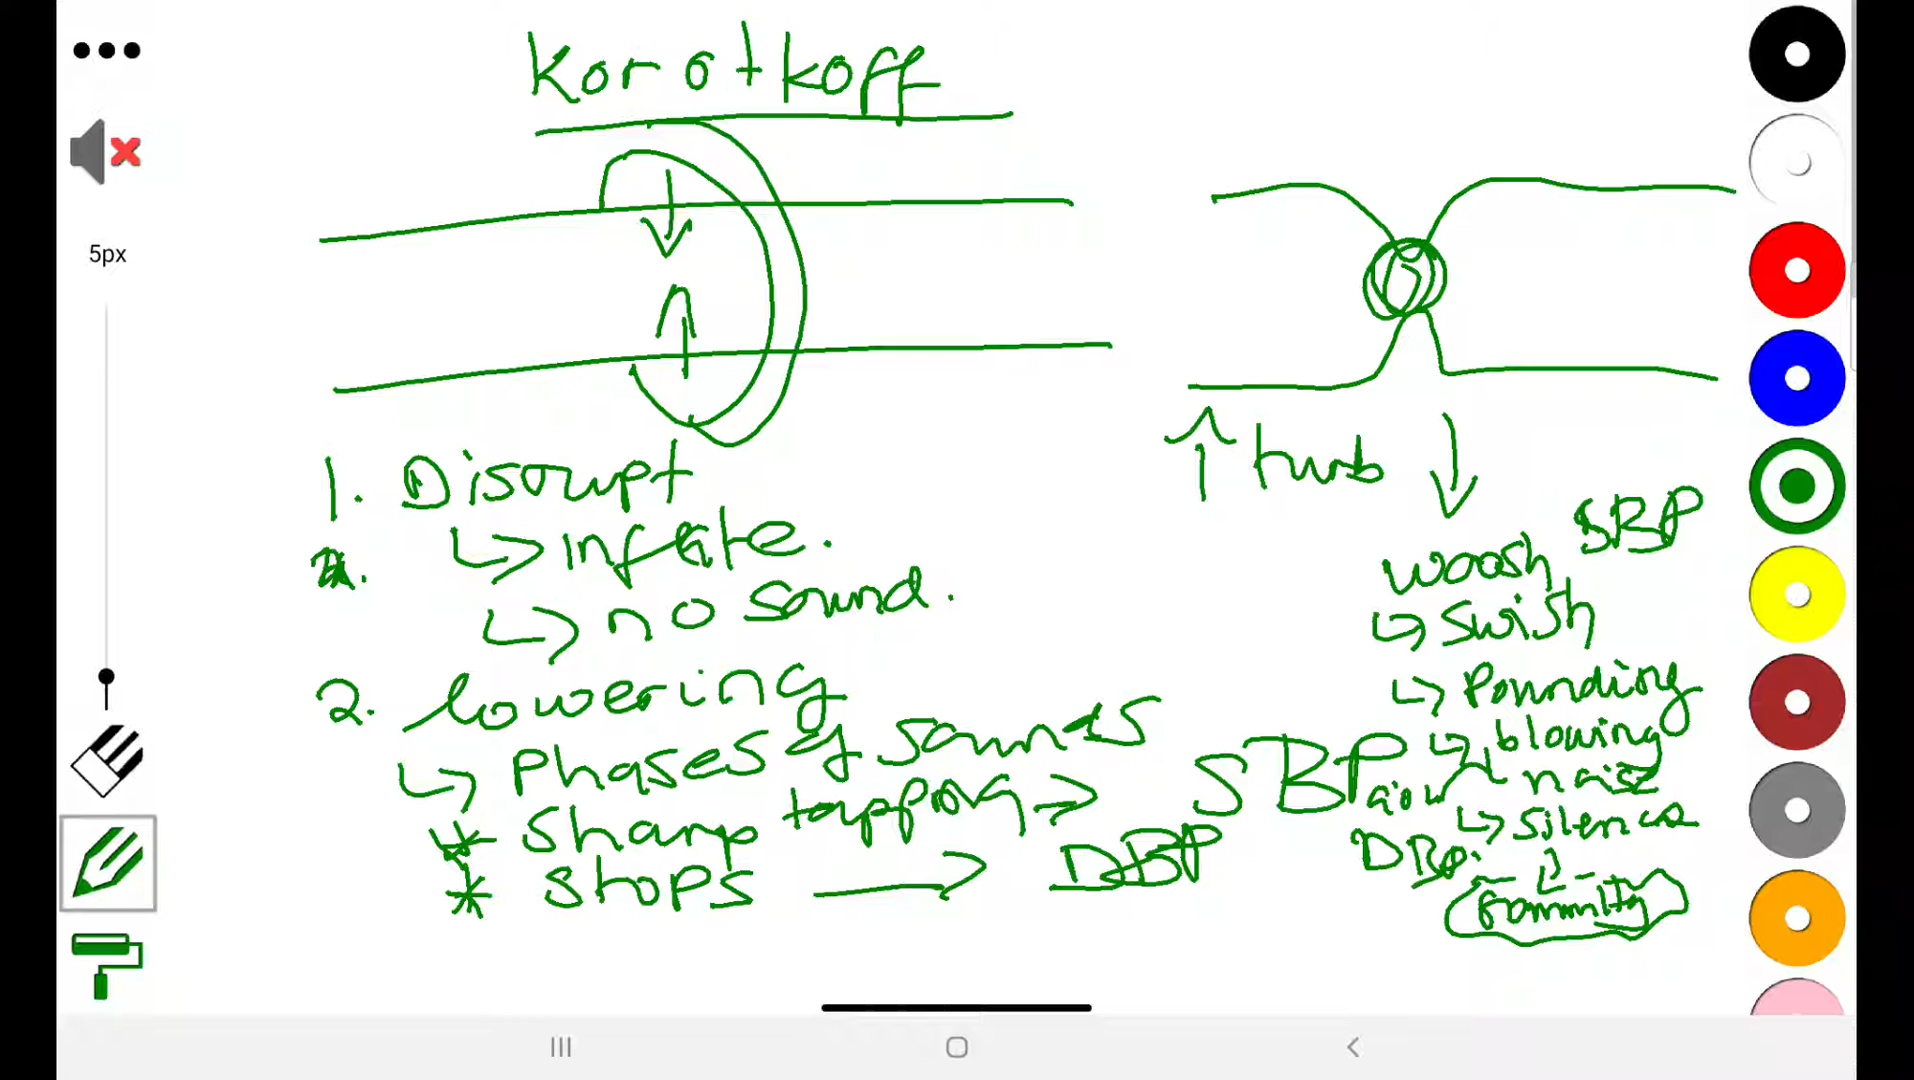 Korotkoff
5px
1. Disrupt
↳ inflate.
↳ no sound.
2. lowering
↳ Phases of sounds
* Sharp tapping → SBP
* stops → DBP
↑ turb ↓
woosh SBP
↳ swish
↳ Pounding
↳ blowing
noise
↳ silence
DBP.